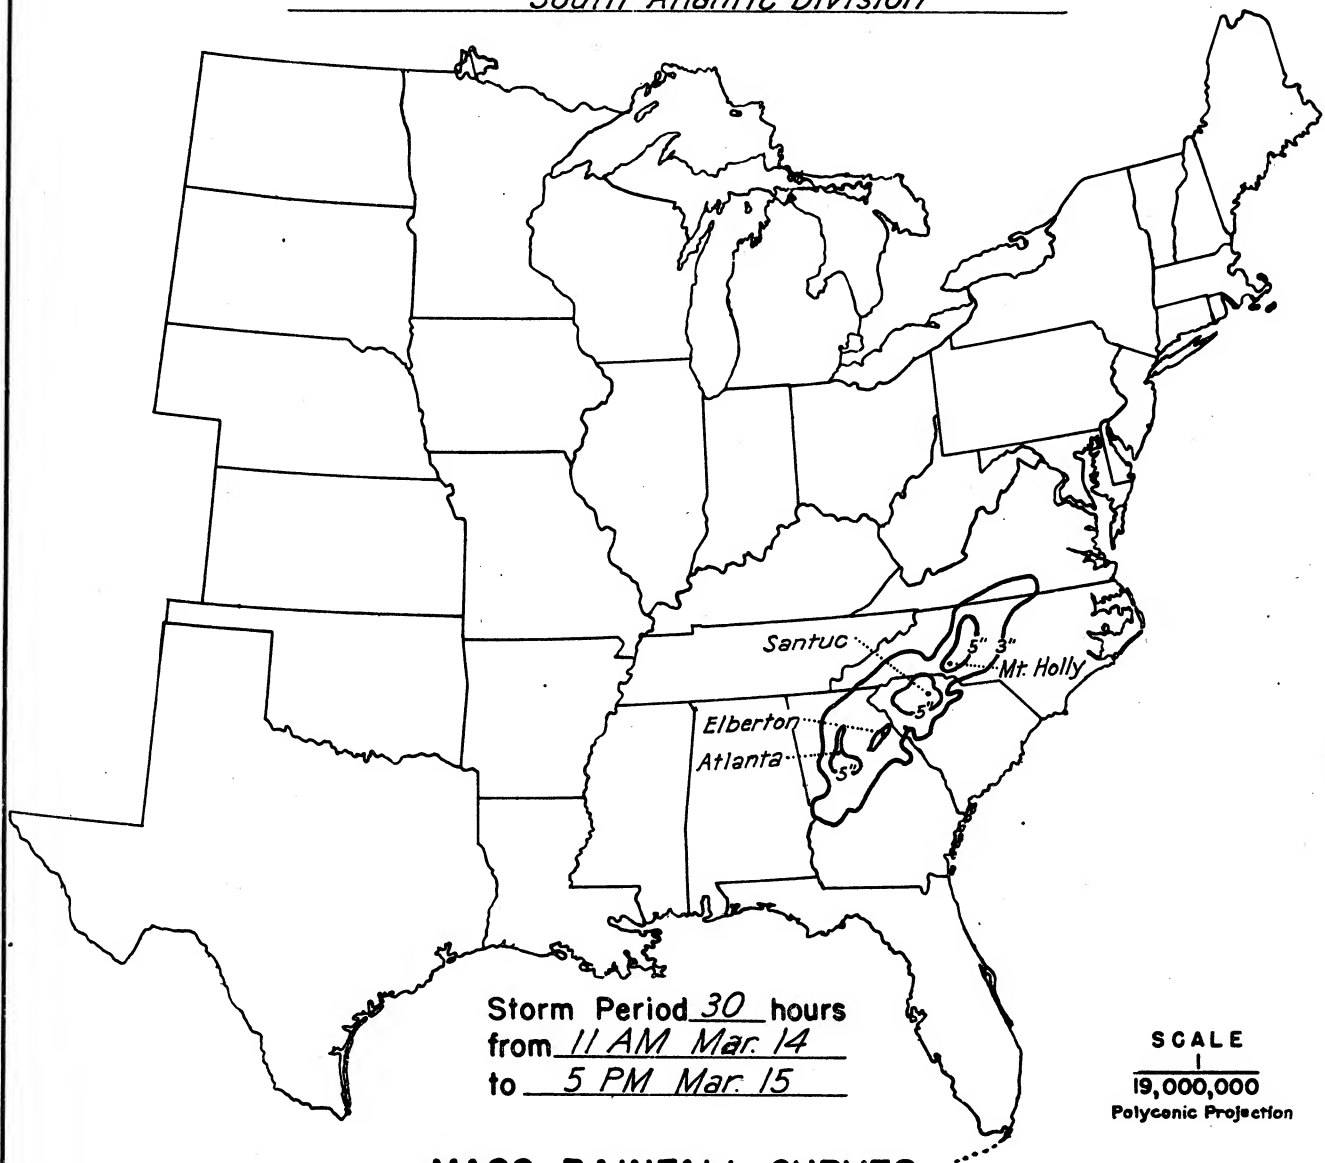 South Atlantic Division
Santuc
5" 3"
Mt. Holly
5"
Elberton
Atlanta
5"
Storm Period 30 hours
from 11 AM Mar. 14
to 5 PM Mar. 15
SCALE
1
19,000,000
Polyconic Projection
MASS RAINFALL CURVES